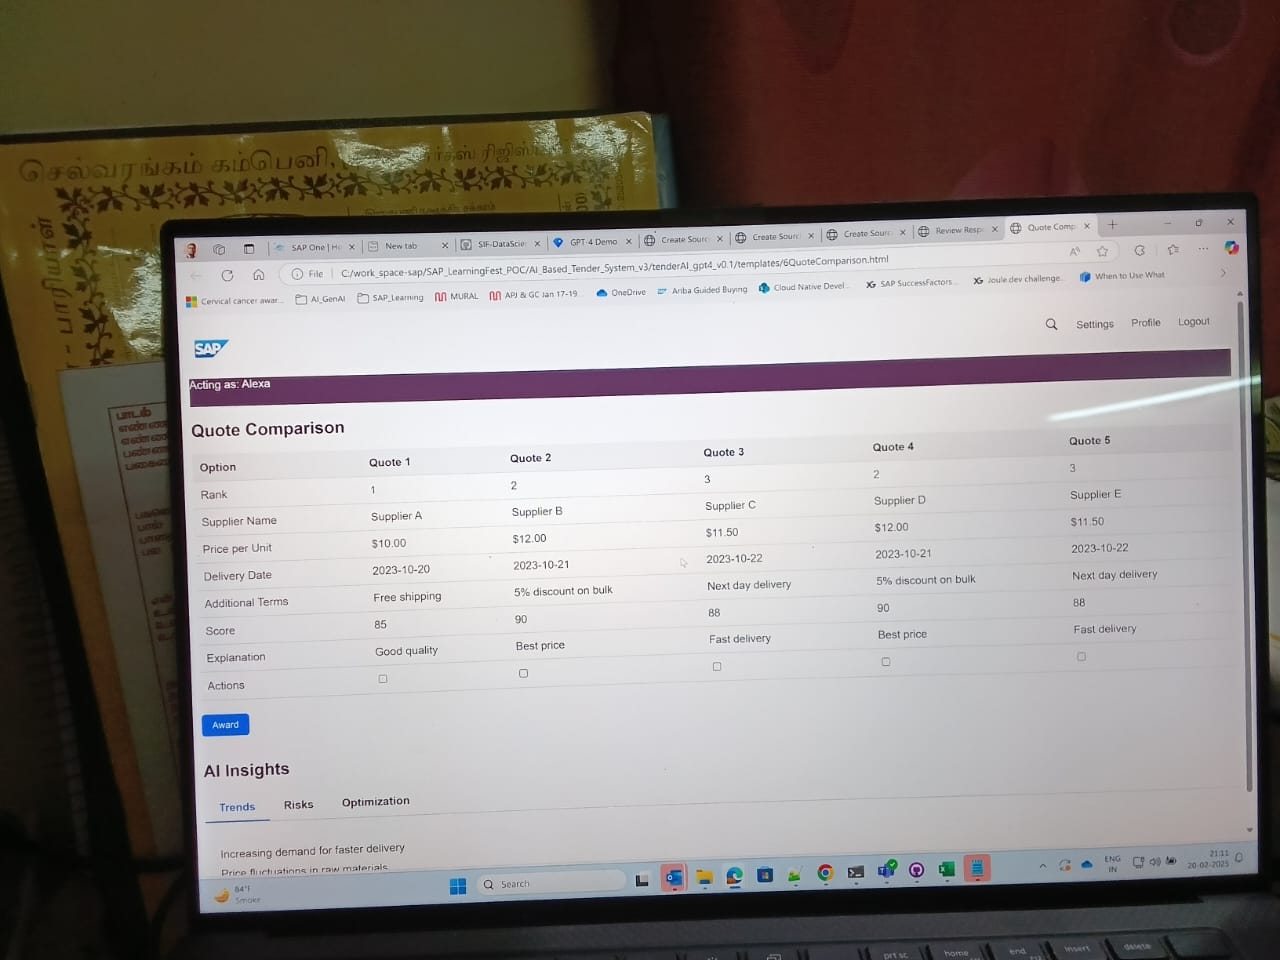 செல்வரங்கம் கம்பெனி,
பாடம்
SAP One | H
New tab
SIF-DataScie
GPT-4 Demo
Create Sourc
Create Sourc
Create Sourc
Review Resp
Quote Comp
File C:/work_space-sap/SAP_LearningFest_POC/AI_Based_Tender_System_v3/tenderAI_gpt4_v0.1/templates/6QuoteComparison.html
Cervical cancer awar... AI_GenAI SAP_Learning MURAL APJ & GC Jan 17-19... OneDrive Ariba Guided Buying Cloud Native Devel... SAP SuccessFactors... Joule dev challenge... When to Use What
SAP
Settings Profile Logout
Acting as: Alexa
Quote Comparison
Option Quote 1 Quote 2 Quote 3 Quote 4 Quote 5
Rank 1 2 3 2 3
Supplier Name Supplier A Supplier B Supplier C Supplier D Supplier E
Price per Unit $10.00 $12.00 $11.50 $12.00 $11.50
Delivery Date 2023-10-20 2023-10-21 2023-10-22 2023-10-21 2023-10-22
Additional Terms Free shipping 5% discount on bulk Next day delivery 5% discount on bulk Next day delivery
Score 85 90 88 90 88
Explanation Good quality Best price Fast delivery Best price Fast delivery
Actions
Award
AI Insights
Trends Risks Optimization
Increasing demand for faster delivery
Price fluctuations in raw materials
84°F
Smoke
Search
ENG
IN
21:11
20-02-2025
prt sc home end insert delete